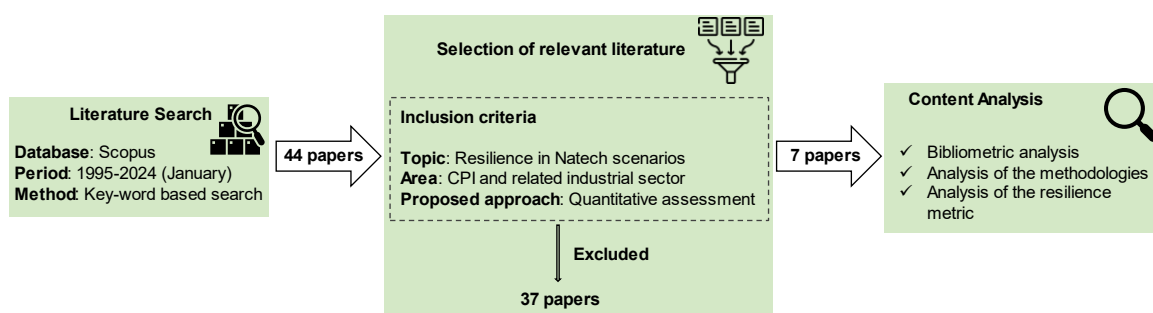 Literature Search
Database: Scopus
Period: 1995-2024 (January)
Method: Key-word based search
44 papers
Selection of relevant literature
Inclusion criteria
Topic: Resilience in Natech scenarios
Area: CPI and related industrial sector
Proposed approach: Quantitative assessment
Excluded
37 papers
7 papers
Content Analysis
✓ Bibliometric analysis
✓ Analysis of the methodologies
✓ Analysis of the resilience
metric